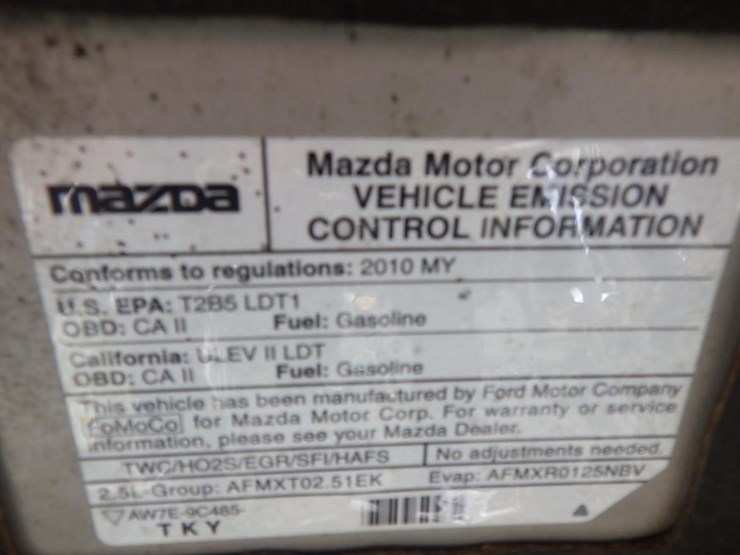 mazda
Mazda Motor Corporation
VEHICLE EMISSION
CONTROL INFORMATION
Conforms to regulations: 2010 MY
U.S. EPA: T2B5 LDT1
OBD: CA II Fuel: Gasoline
California: ULEV II LDT
OBD: CA II Fuel: Gasoline
This vehicle has been manufactured by Ford Motor Company
FoMoCo for Mazda Motor Corp. For warranty or service
information, please see your Mazda Dealer.
TWC/HO2S/EGR/SFI/HAFS No adjustments needed.
2.5L-Group: AFMXT02.51EK Evap: AFMXR0125NBV
AW7E-9C485-
TKY